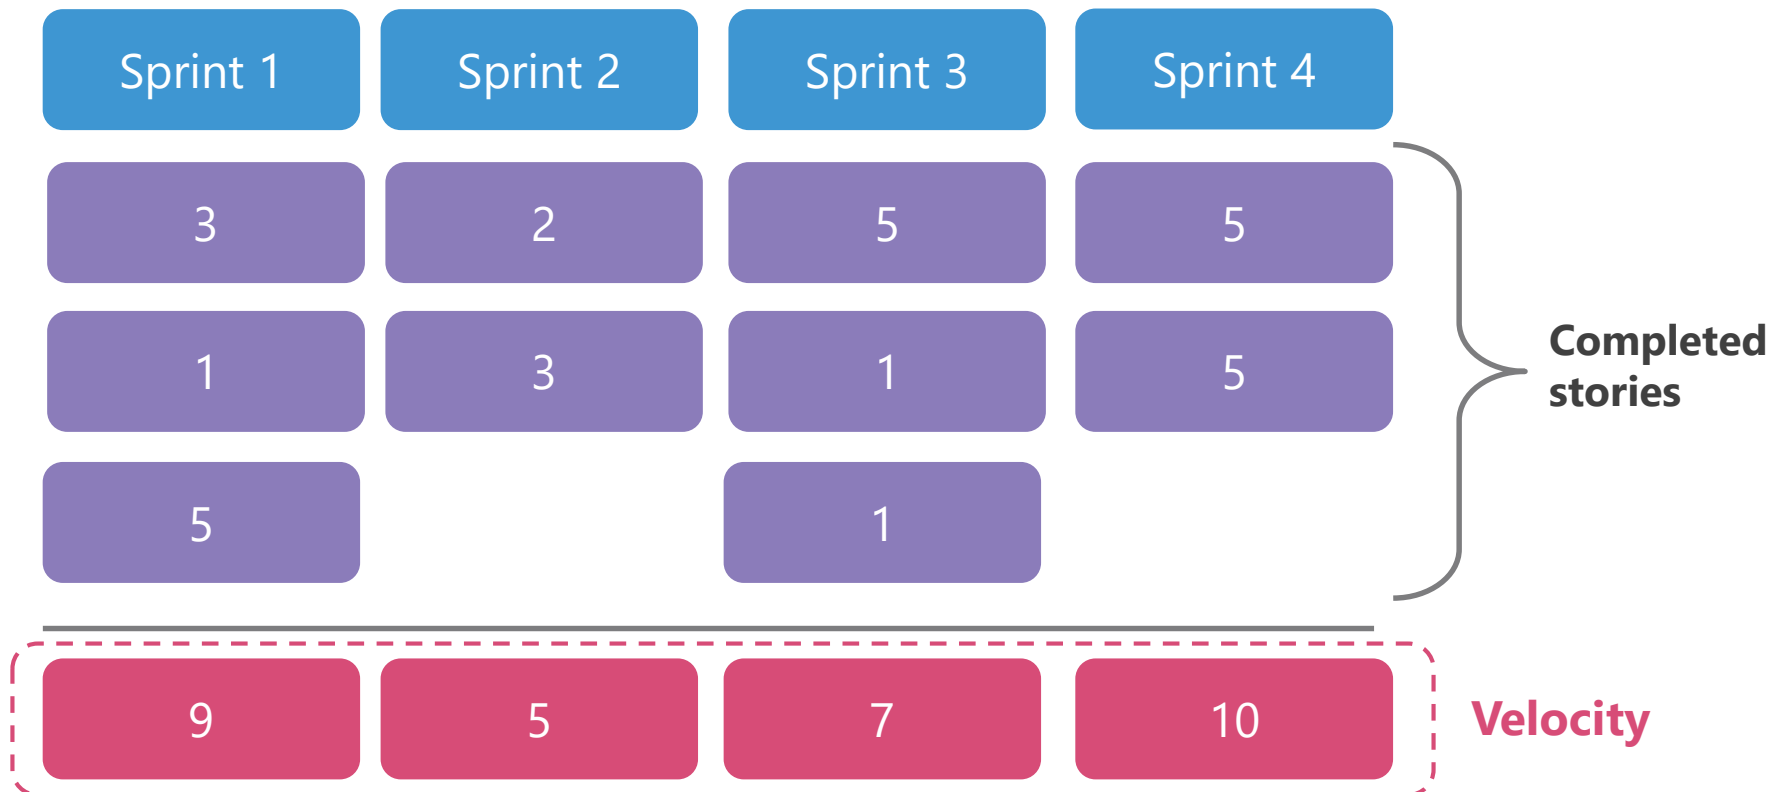 Sprint 1 Sprint 2 Sprint 3 Sprint 4
3 2 5 5
1 3 1 5
Completed
stories
5 1
9 5 7 10 Velocity